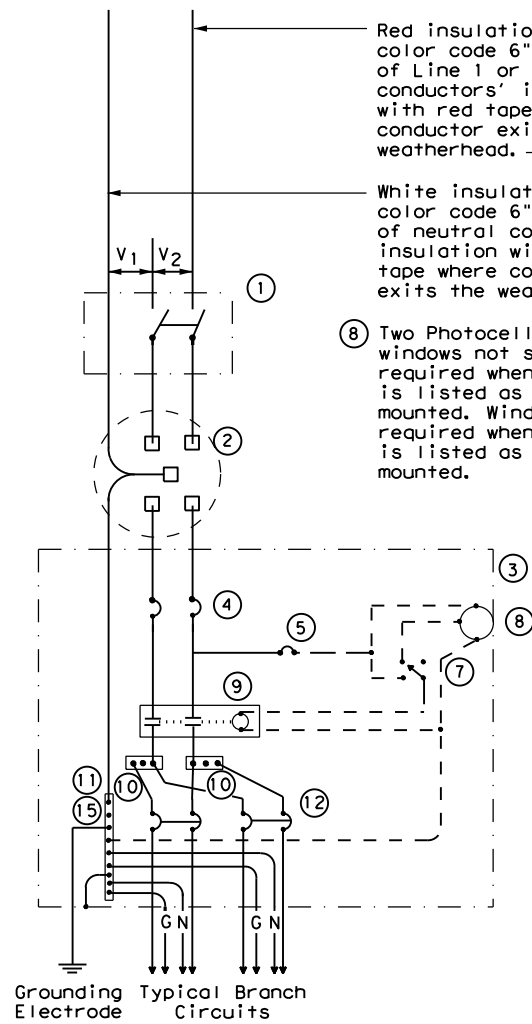 Red insulatio
color code 6"
of Line 1 or
conductors' i
with red tape
conductor exi
weatherhead.
White insulat
color code 6"
of neutral co
insulation wi
tape where co
exits the wea
V1
V2
1
8 Two Photocell
windows not s
required when
is listed as
mounted. Wind
required when
is listed as
mounted.
2
3
4
5
8
7
9
11
10
10
12
15
G N
G N
Grounding
Electrode
Typical Branch
Circuits